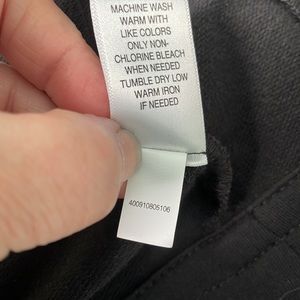 MACHINE WASH
WARM WITH
LIKE COLORS
ONLY NON-
CHLORINE BLEACH
WHEN NEEDED
TUMBLE DRY LOW
WARM IRON
IF NEEDED
400910805106